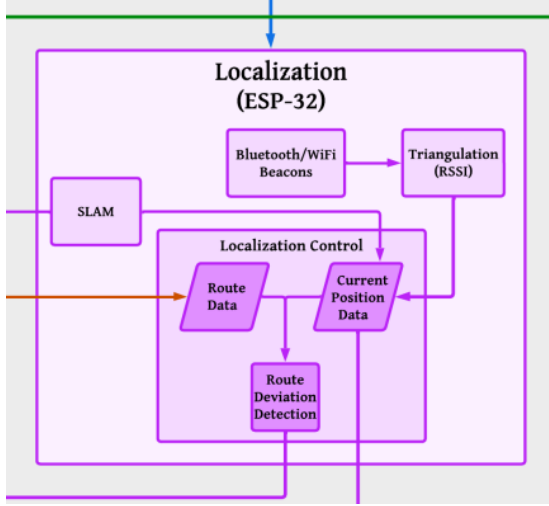 Localization
(ESP-32)
Bluetooth/WiFi
Beacons
Triangulation
(RSSI)
SLAM
Localization Control
Route
Data
Current
Position
Data
Route
Deviation
Detection